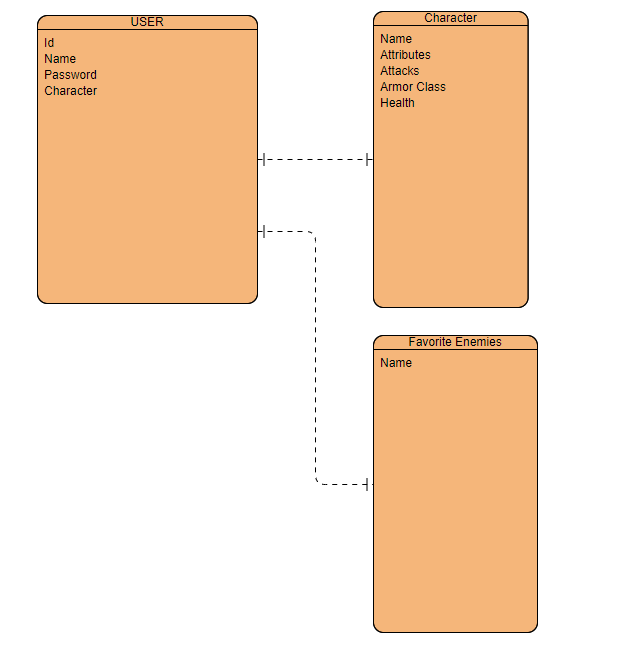 USER
Id
Name
Password
Character
Character
Name
Attributes
Attacks
Armor Class
Health
Favorite Enemies
Name